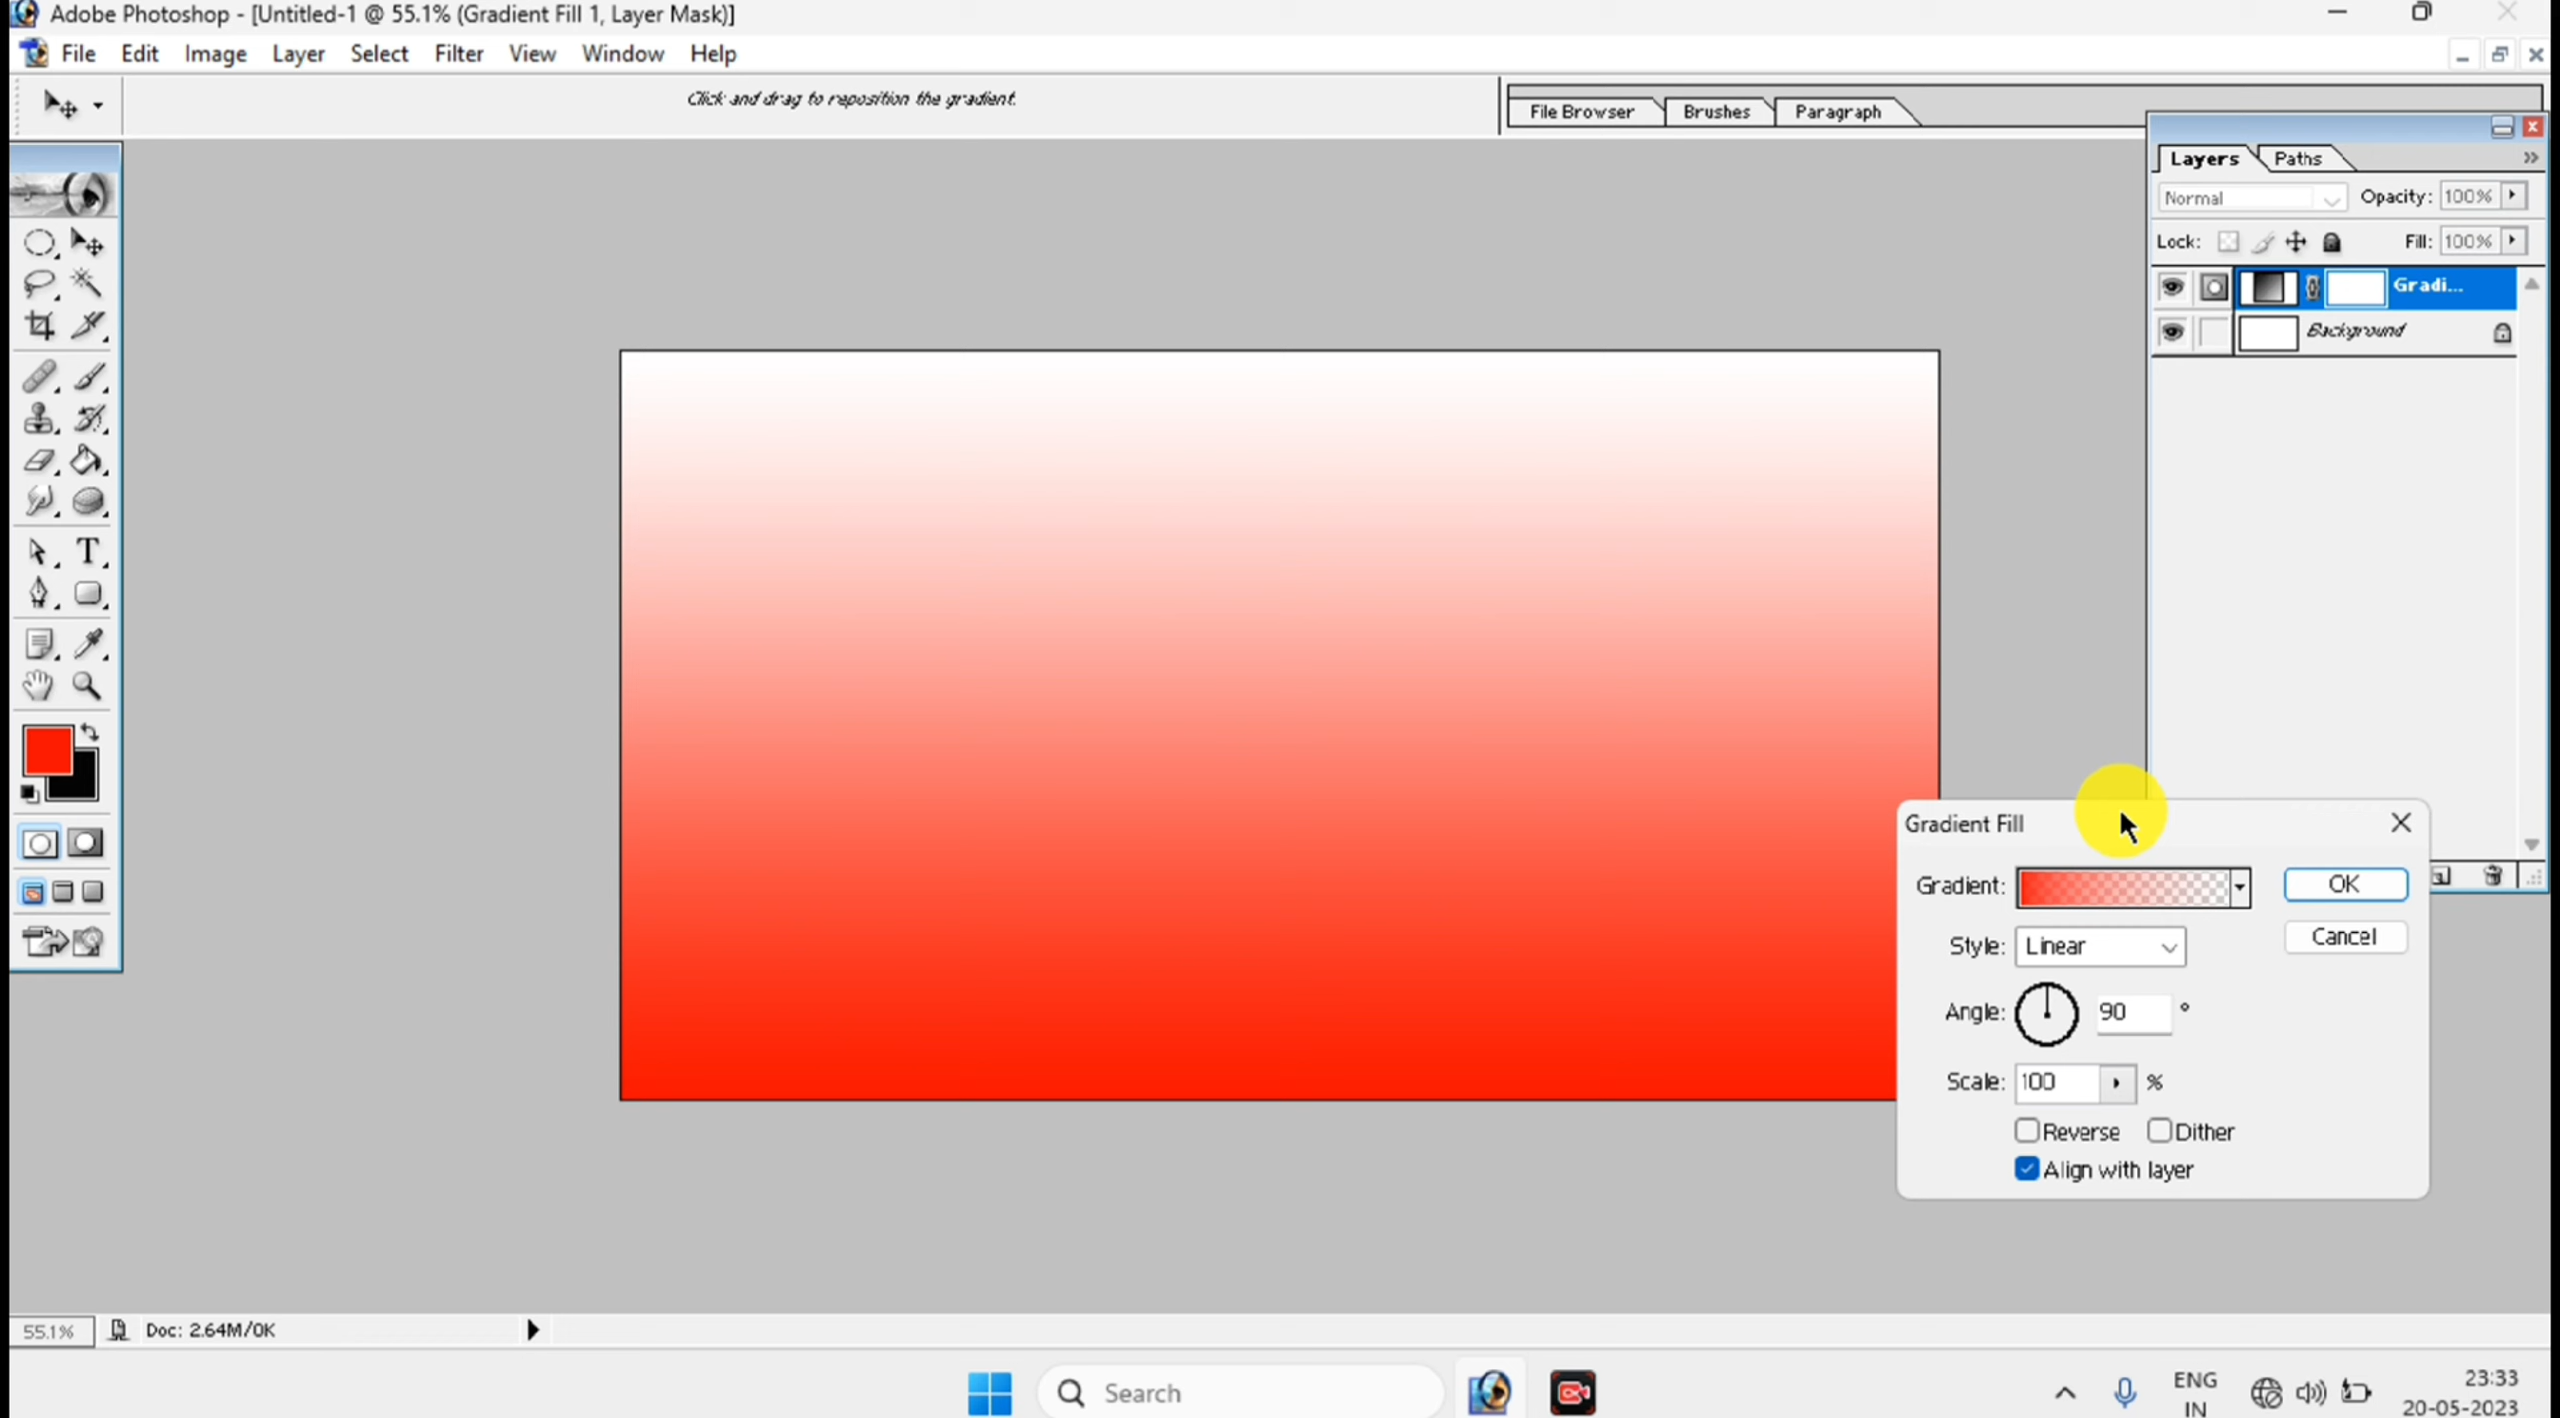 Adobe Photoshop - [Untitled-1 @ 55.1% (Gradient Fill 1, Layer Mask)]
File Edit Image Layer Select Filter View Window Help
Click and drag to reposition the gradient.
File Browser Brushes Paragraph
Layers Paths
Normal Opacity: 100%
Lock: Fill: 100%
Gradi...
Background
T
Gradient Fill
Gradient: OK
Style: Linear Cancel
Angle: 90 °
Scale: 100 %
Reverse Dither
Align with layer
55.1% Doc: 2.64M/0K
Search
ENG
IN
23:33
20-05-2023